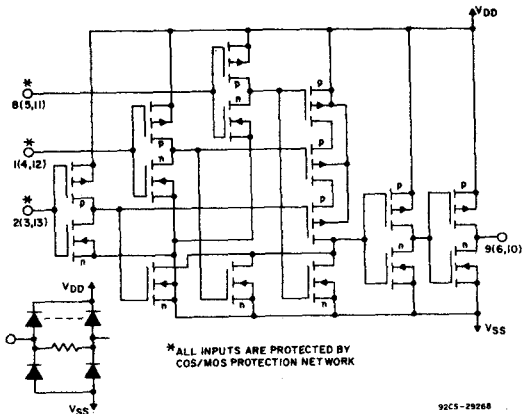 VDD
*
8(5,11)
p
n
p
*
1(4,12)
p
n
p
*
2(3,13)
p
n
p
p
n
p
n
9(6,10)
n
n
n
VDD
VSS
*ALL INPUTS ARE PROTECTED BY
COS/MOS PROTECTION NETWORK
VSS
92CS-29268